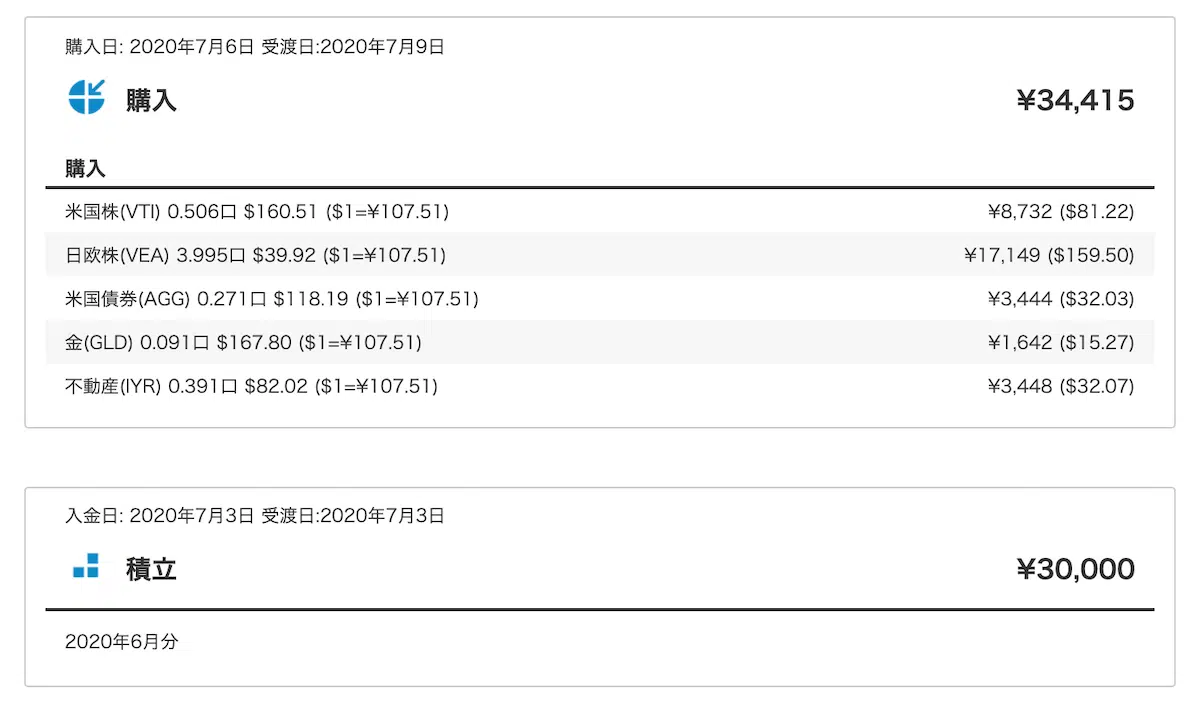 購入日: 2020年7月6日 受渡日:2020年7月9日
購入 ¥34,415
購入
米国株(VTI) 0.506口 $160.51 ($1=¥107.51) ¥8,732 ($81.22)
日欧株(VEA) 3.995口 $39.92 ($1=¥107.51) ¥17,149 ($159.50)
米国債券(AGG) 0.271口 $118.19 ($1=¥107.51) ¥3,444 ($32.03)
金(GLD) 0.091口 $167.80 ($1=¥107.51) ¥1,642 ($15.27)
不動産(IYR) 0.391口 $82.02 ($1=¥107.51) ¥3,448 ($32.07)
入金日: 2020年7月3日 受渡日:2020年7月3日
積立 ¥30,000
2020年6月分